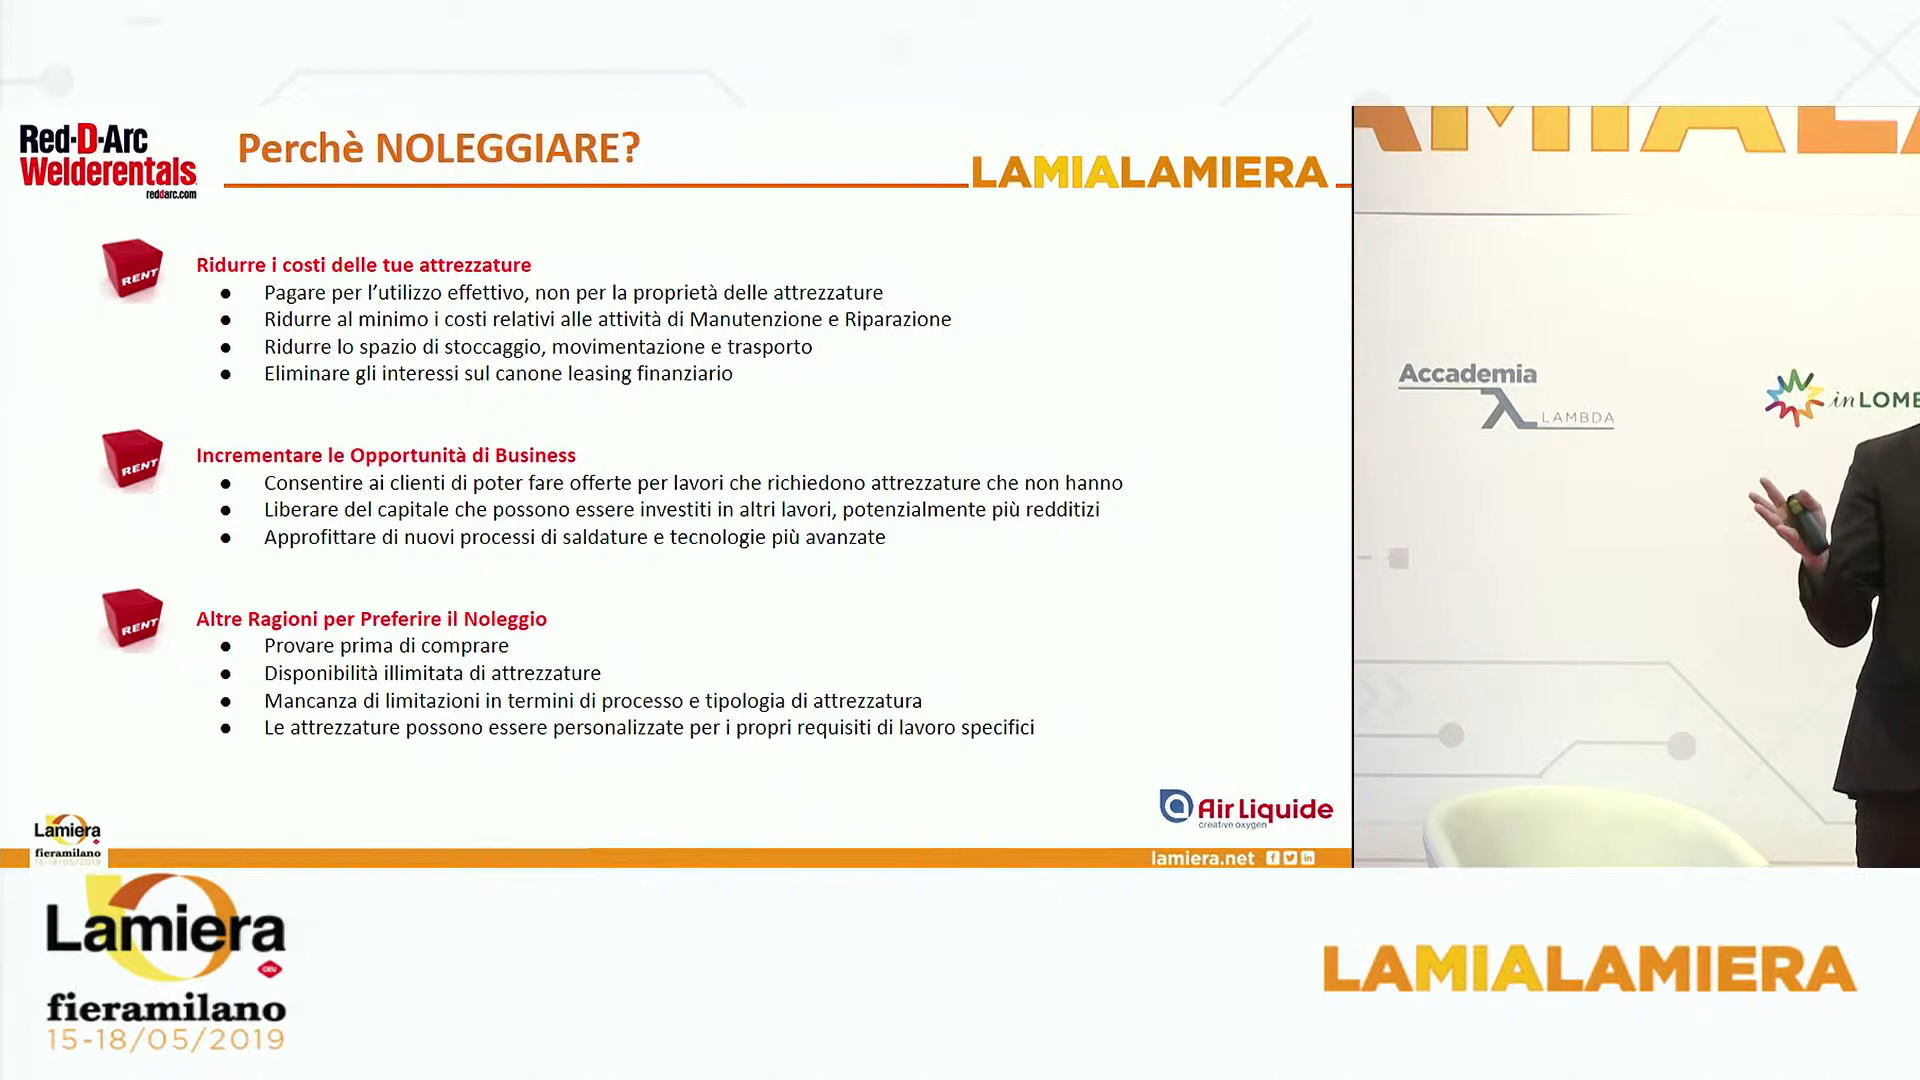 Red-D-Arc
Welderentals
reddarc.com
Perchè NOLEGGIARE?
LAMIALAMIERA
RENT
Ridurre i costi delle tue attrezzature
● Pagare per l’utilizzo effettivo, non per la proprietà delle attrezzature
● Ridurre al minimo i costi relativi alle attività di Manutenzione e Riparazione
● Ridurre lo spazio di stoccaggio, movimentazione e trasporto
● Eliminare gli interessi sul canone leasing finanziario
RENT
Incrementare le Opportunità di Business
● Consentire ai clienti di poter fare offerte per lavori che richiedono attrezzature che non hanno
● Liberare del capitale che possono essere investiti in altri lavori, potenzialmente più redditizi
● Approfittare di nuovi processi di saldature e tecnologie più avanzate
RENT
Altre Ragioni per Preferire il Noleggio
● Provare prima di comprare
● Disponibilità illimitata di attrezzature
● Mancanza di limitazioni in termini di processo e tipologia di attrezzatura
● Le attrezzature possono essere personalizzate per i propri requisiti di lavoro specifici
Air Liquide
creative oxygen
Lamiera
fieramilano
15-18/05/2019
lamiera.net
AMIALA
Accademia
LAMBDA
inLOMB
Lamiera
CEU
fieramilano
15-18/05/2019
LAMIALAMIERA